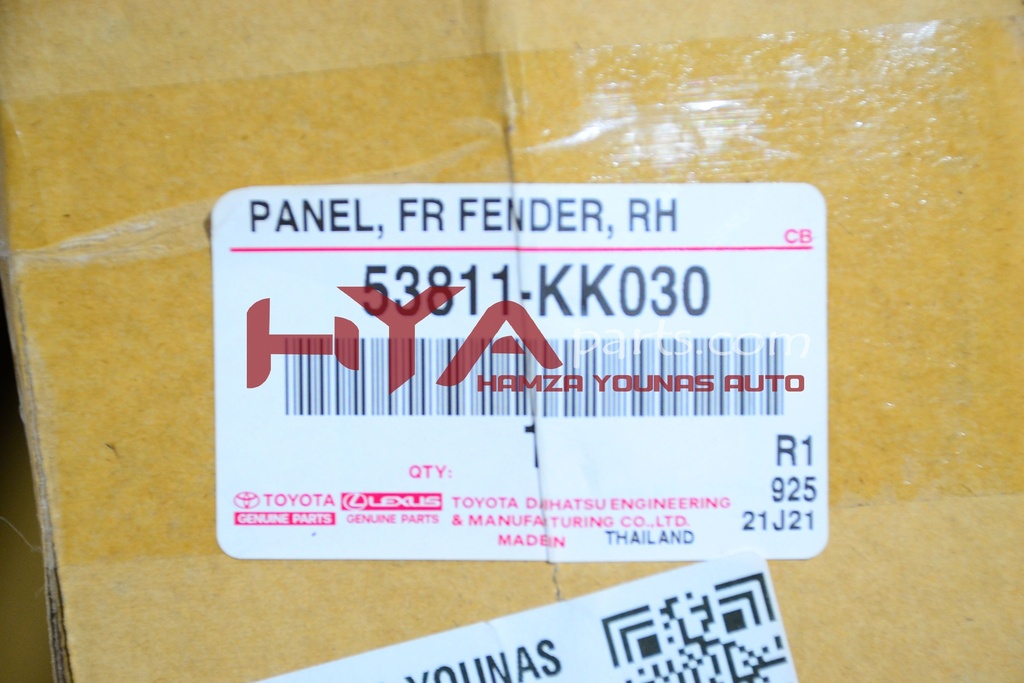 PANEL, FR FENDER, RH
CB
53811-KK030
HYA parts.com
HAMZA YOUNAS AUTO
1
QTY:
R1
925
21J21
TOYOTA
GENUINE PARTS
LEXUS
GENUINE PARTS
TOYOTA DAIHATSU ENGINEERING
& MANUFACTURING CO.,LTD.
MADE IN THAILAND
YOUNAS